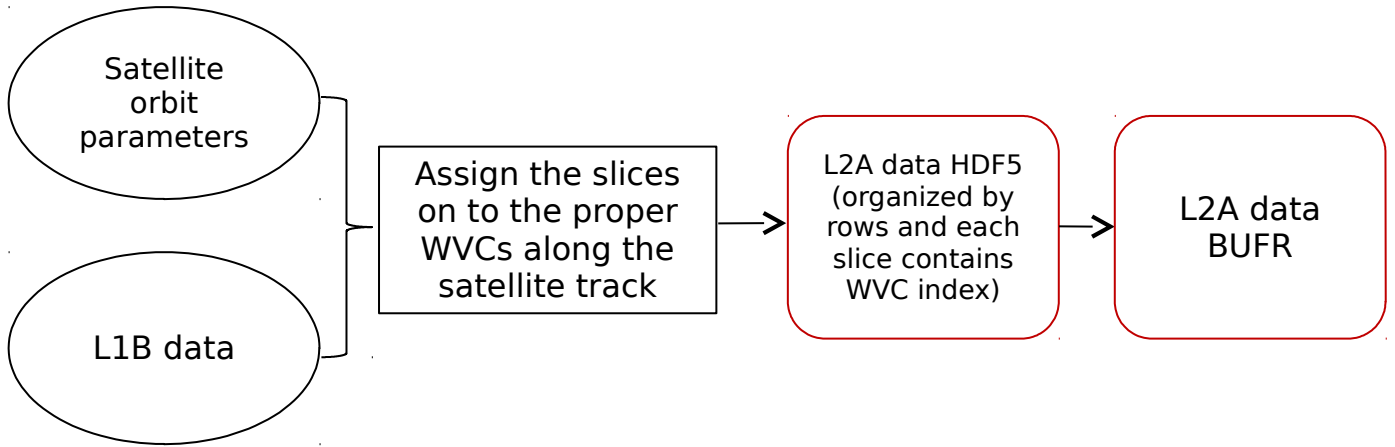 Satellite
orbit
parameters
L1B data
Assign the slices
on to the proper
WVCs along the
satellite track
L2A data HDF5
(organized by
rows and each
slice contains
WVC index)
L2A data
BUFR